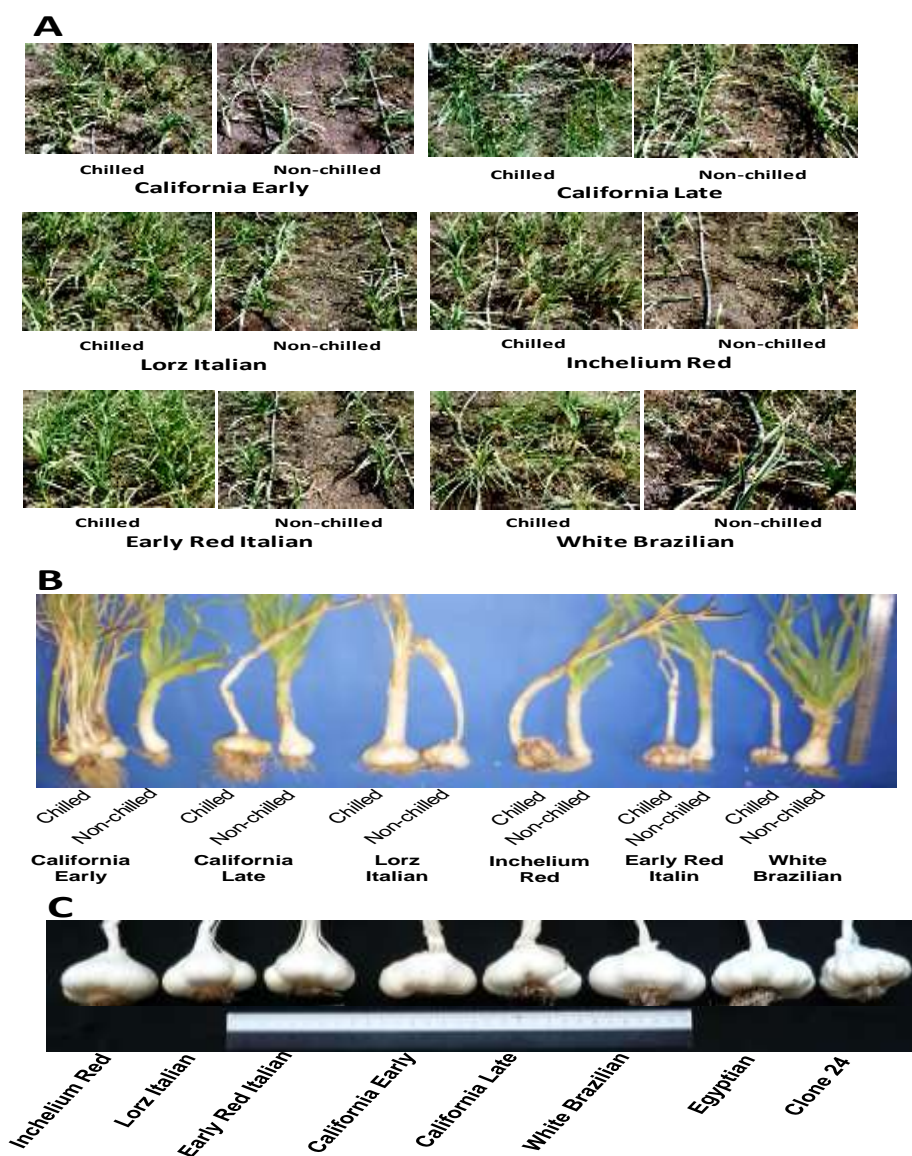 A
Chilled Non-chilled Chilled Non-chilled
California Early California Late
Chilled Non-chilled Chilled Non-chilled
Lorz Italian Inchelium Red
Chilled Non-chilled Chilled Non-chilled
Early Red Italian White Brazilian
B
Chilled Non-chilled Chilled Non-chilled Chilled Non-chilled Chilled Non-chilled Chilled Non-chilled Chilled Non-chilled
California California Lorz Inchelium Early Red White
Early Late Italian Red Italin Brazilian
C
Inchelium Red Lorz Italian Early Red Italian California Early California Late White Brazilian Egyptian Clone 24